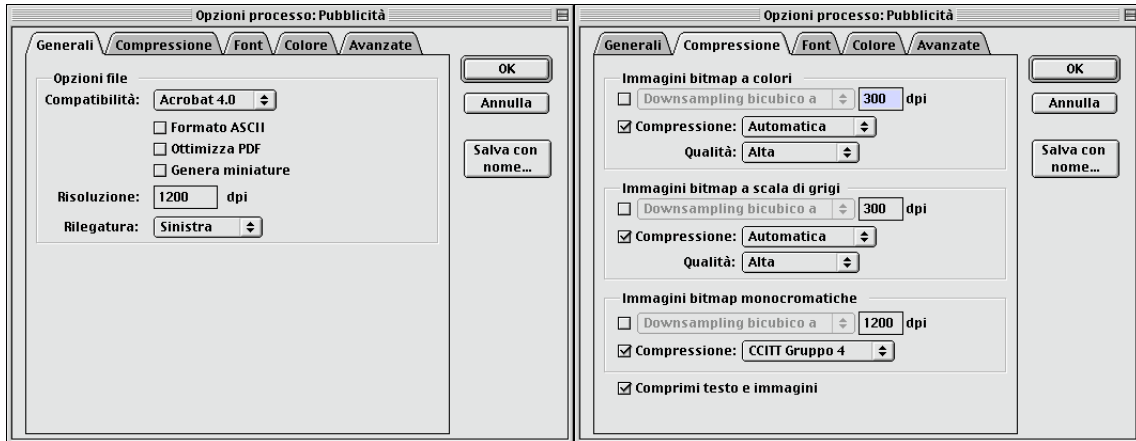 Opzioni processo: Pubblicità
Generali Compressione Font Colore Avanzate
Opzioni file
Compatibilità: Acrobat 4.0
Formato ASCII
Ottimizza PDF
Genera miniature
Risoluzione: 1200 dpi
Rilegatura: Sinistra
OK
Annulla
Salva con
nome...
Opzioni processo: Pubblicità
Generali Compressione Font Colore Avanzate
Immagini bitmap a colori
Downsampling bicubico a 300 dpi
Compressione: Automatica
Qualità: Alta
Immagini bitmap a scala di grigi
Downsampling bicubico a 300 dpi
Compressione: Automatica
Qualità: Alta
Immagini bitmap monocromatiche
Downsampling bicubico a 1200 dpi
Compressione: CCITT Gruppo 4
Comprimi testo e immagini
OK
Annulla
Salva con
nome...